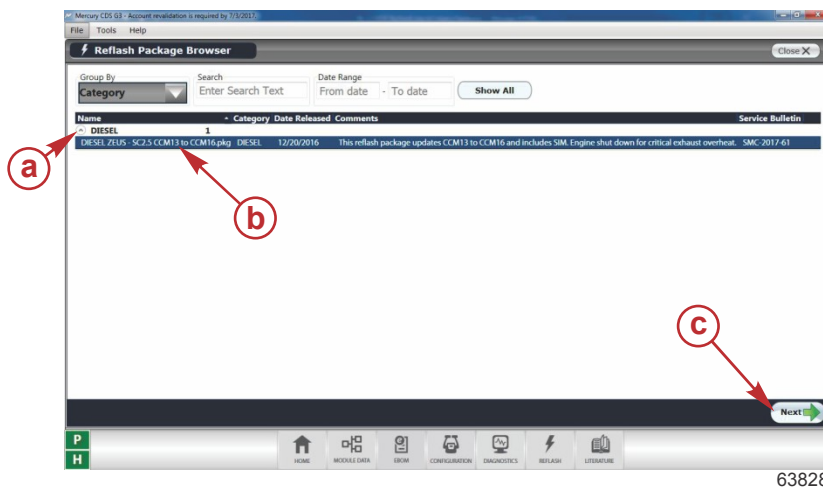 Mercury CDS G3 - Account revalidation is required by 7/3/2017.
File Tools Help
Reflash Package Browser
Close X
Group By Search Date Range
Category Enter Search Text From date - To date Show All
Name Category Date Released Comments Service Bulletin
DIESEL 1
DIESEL ZEUS - SC2.5 CCM13 to CCM16.pkg DIESEL 12/20/2016 This reflash package updates CCM13 to CCM16 and includes SIM. Engine shut down for critical exhaust overheat. SMC-2017-61
a
b
c
Next
P
H
HOME MODULE DATA EBOM CONFIGURATION DIAGNOSTICS REFLASH LITERATURE
63828